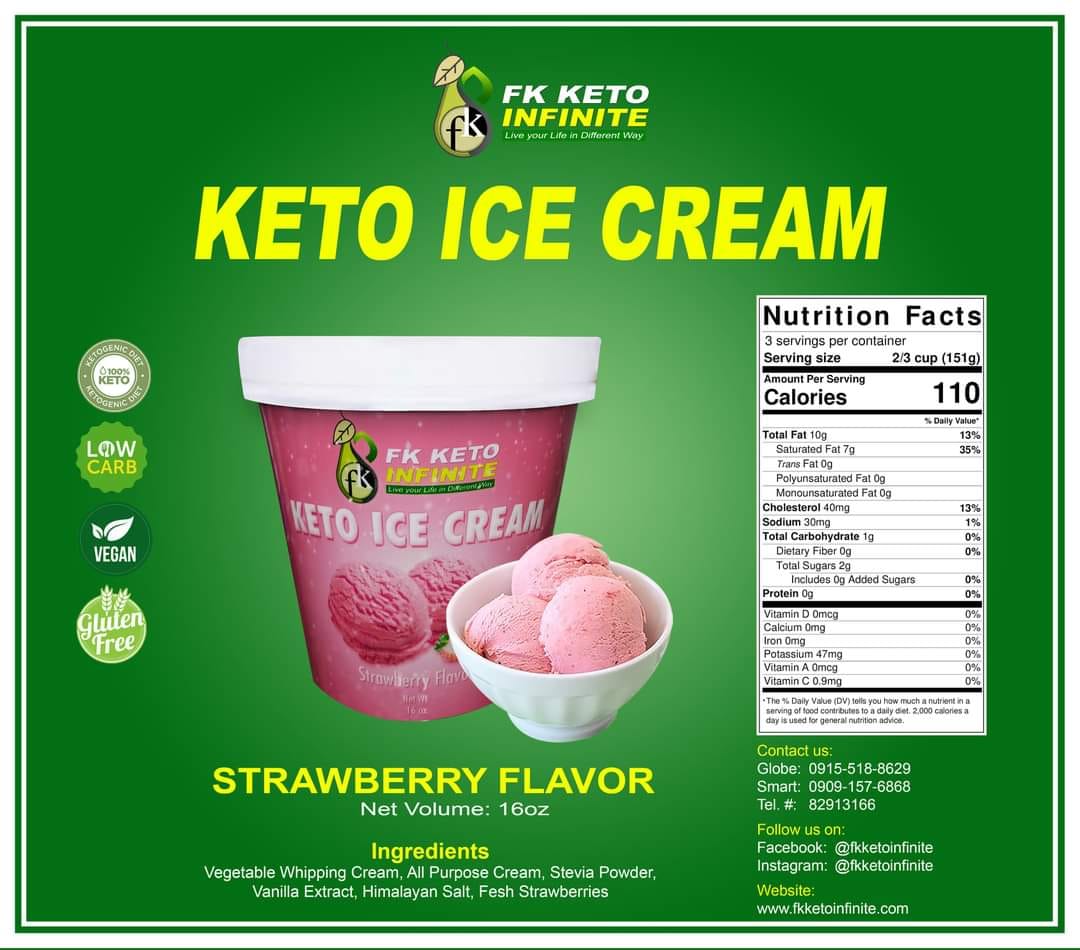 fk
FK KETO
INFINITE
Live your Life in Different Way
KETO ICE CREAM
KETOGENIC DIET
100%
KETO
KETOGENIC DIET
LOW
CARB
VEGAN
Gluten
Free
fk
FK KETO
INFINITE
Live your Life in Different Way
KETO ICE CREAM
Strawberry Flavo
Net Wt
16 oz
STRAWBERRY FLAVOR
Net Volume: 16oz
Ingredients
Vegetable Whipping Cream, All Purpose Cream, Stevia Powder,
Vanilla Extract, Himalayan Salt, Fesh Strawberries
Nutrition Facts
3 servings per container
Serving size 2/3 cup (151g)
Amount Per Serving
Calories 110
% Daily Value*
Total Fat 10g 13%
Saturated Fat 7g 35%
Trans Fat 0g
Polyunsaturated Fat 0g
Monounsaturated Fat 0g
Cholesterol 40mg 13%
Sodium 30mg 1%
Total Carbohydrate 1g 0%
Dietary Fiber 0g 0%
Total Sugars 2g
Includes 0g Added Sugars 0%
Protein 0g 0%
Vitamin D 0mcg 0%
Calcium 0mg 0%
Iron 0mg 0%
Potassium 47mg 0%
Vitamin A 0mcg 0%
Vitamin C 0.9mg 0%
*The % Daily Value (DV) tells you how much a nutrient in a
serving of food contributes to a daily diet. 2,000 calories a
day is used for general nutrition advice.
Contact us:
Globe: 0915-518-8629
Smart: 0909-157-6868
Tel. #: 82913166
Follow us on:
Facebook: @fkketoinfinite
Instagram: @fkketoinfinite
Website:
www.fkketoinfinite.com